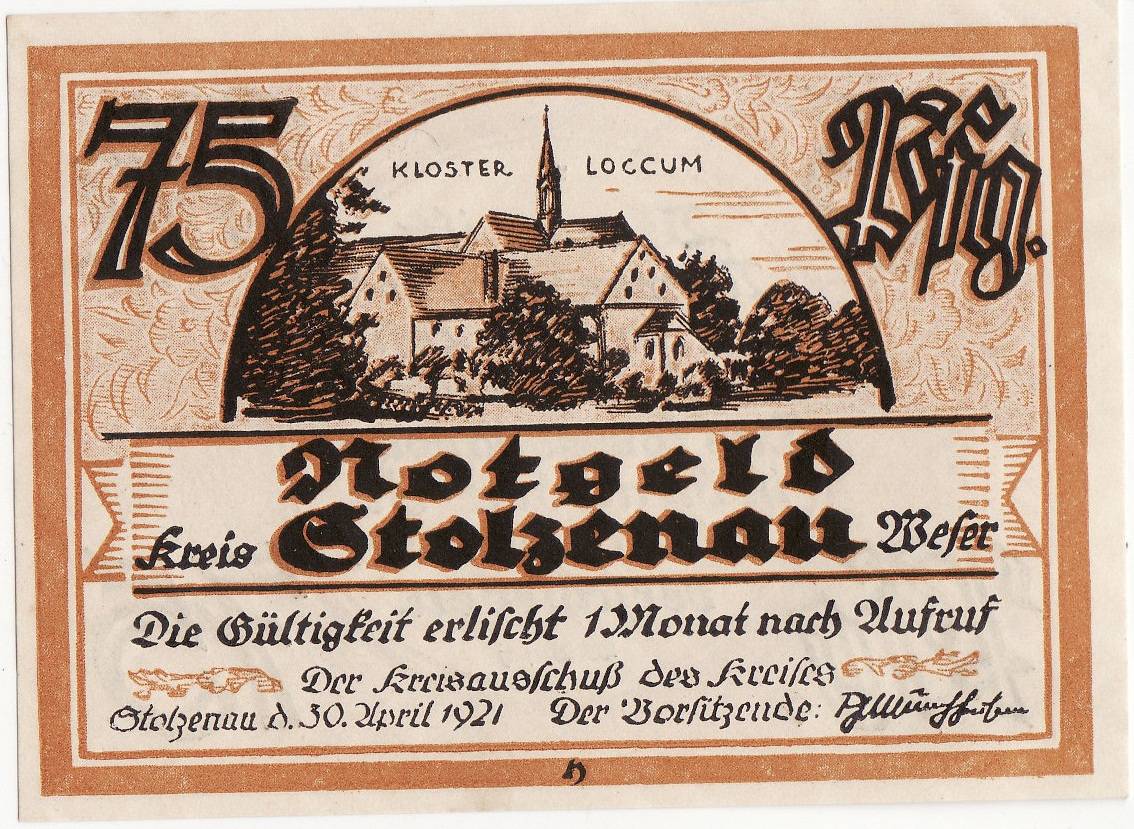 75 Pfg.
KLOSTER LOCCUM
Notgeld
Kreis Stolzenau Weser
Die Gültigkeit erlischt 1 Monat nach Aufruf
Der Kreisausschuß des Kreises
Stolzenau d. 30. April 1921 Der Vorsitzende:
h